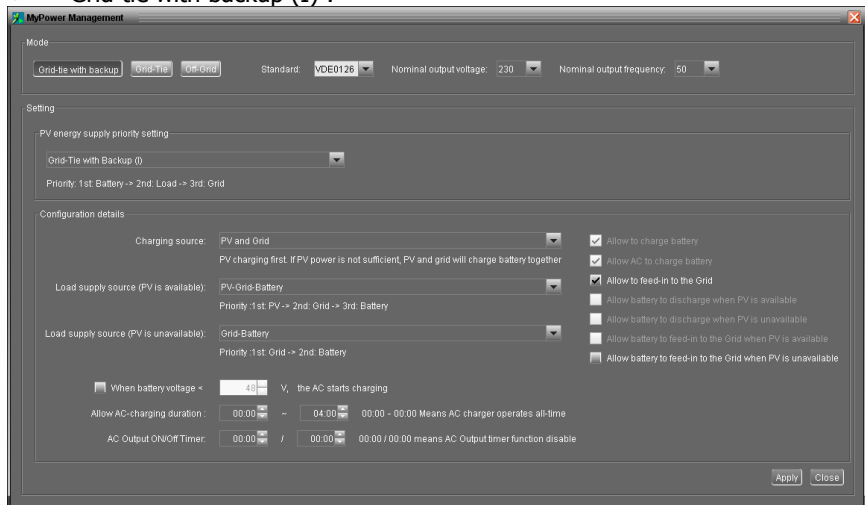 Grid-tie with backup (I) :
MyPower Management
Mode
Grid-tie with backup Grid-Tie Off-Grid Standard: VDE0126 Nominal output voltage: 230 Nominal output frequency: 50
Setting
PV energy supply priority setting
Grid-Tie with Backup (I)
Priority: 1st: Battery -> 2nd: Load -> 3rd: Grid
Configuration details
Charging source: PV and Grid
PV charging first. If PV power is not sufficient, PV and grid will charge battery together
Load supply source (PV is available): PV-Grid-Battery
Priority :1st: PV -> 2nd: Grid -> 3rd: Battery
Load supply source (PV is unavailable): Grid-Battery
Priority :1st: Grid -> 2nd: Battery
When battery voltage < 48 V, the AC starts charging
Allow AC-charging duration : 00:00 ~ 04:00 00:00 - 00:00 Means AC charger operates all-time
AC Output ON/Off Timer: 00:00 / 00:00 00:00 / 00:00 means AC Output timer function disable
Allow to charge battery
Allow AC to charge battery
Allow to feed-in to the Grid
Allow battery to discharge when PV is available
Allow battery to discharge when PV is unavailable
Allow battery to feed-in to the Grid when PV is available
Allow battery to feed-in to the Grid when PV is unavailable
Apply Close